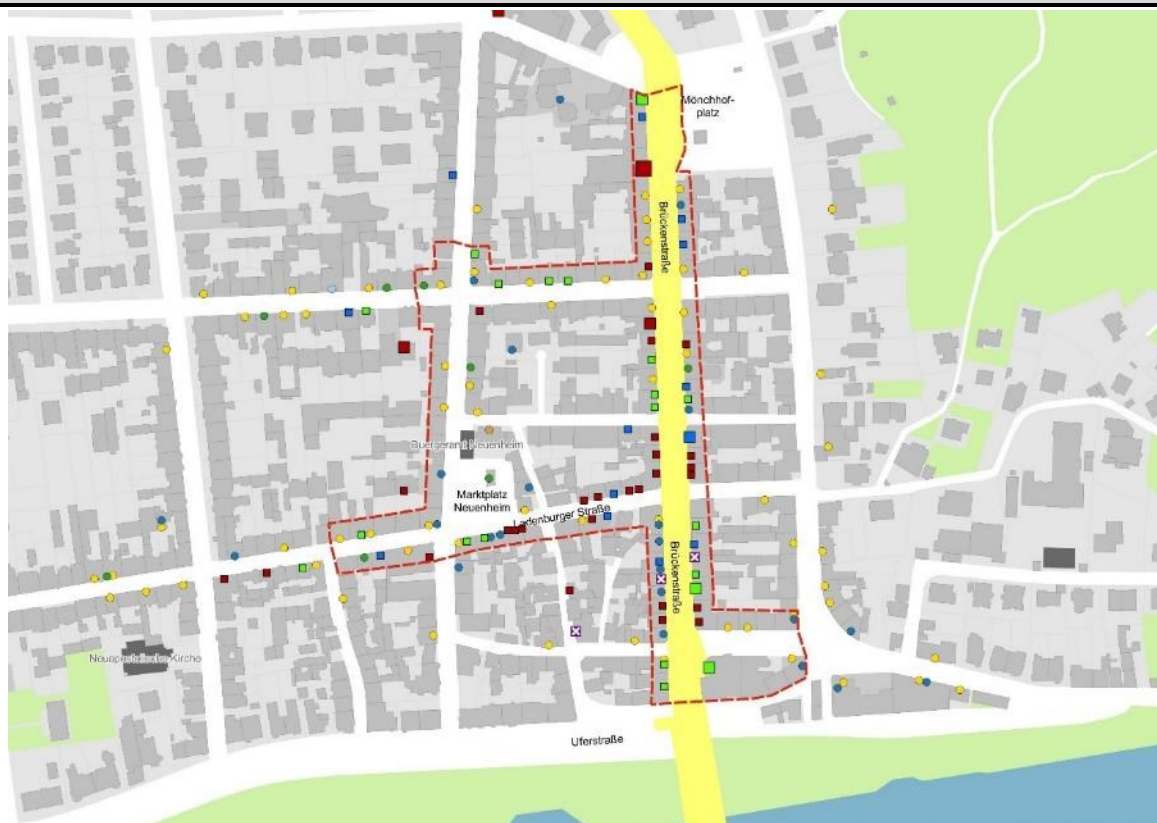 Mönchhof-
platz
Brückenstraße
Buergeramt Neuenheim
Marktplatz
Neuenheim
Ladenburger Straße
Brückenstraße
Neuapostolische Kirche
Uferstraße